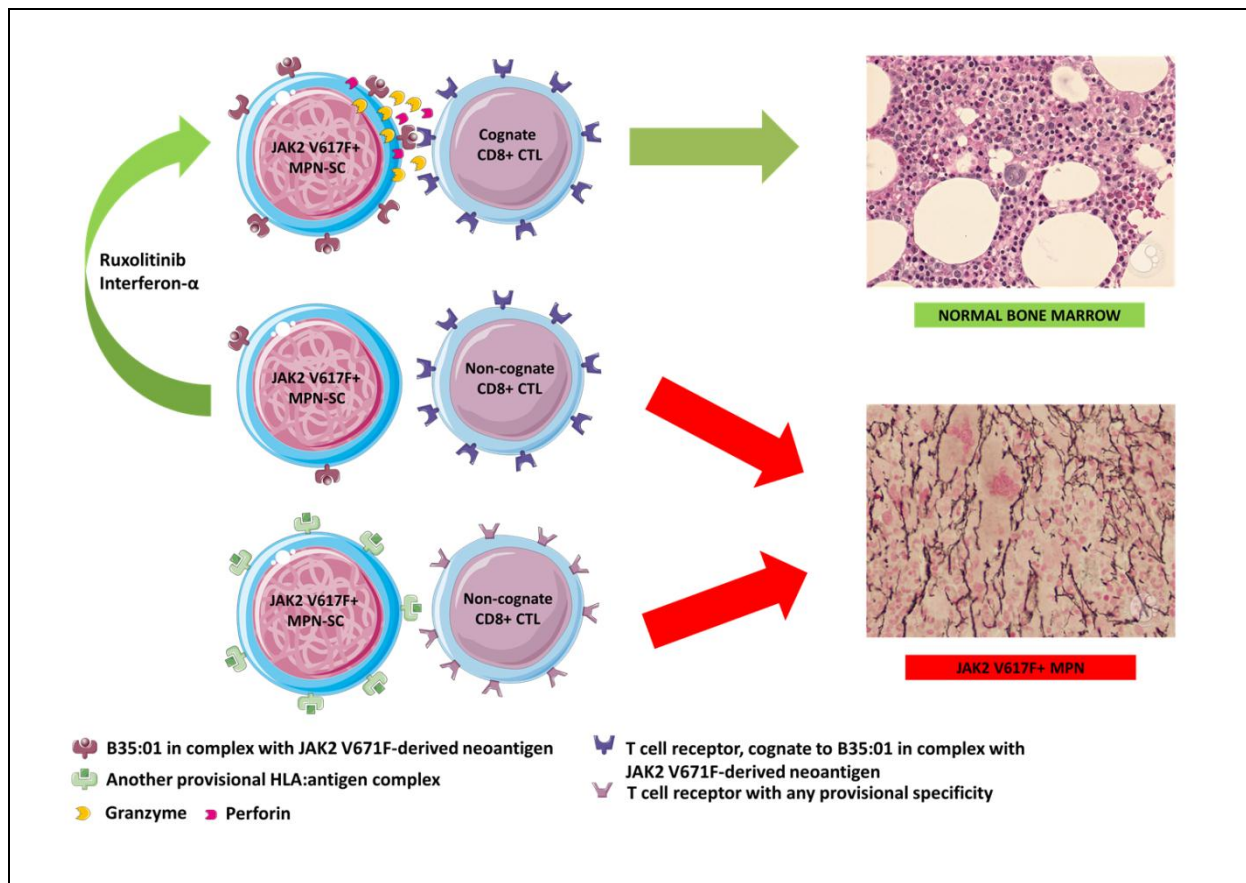 JAK2 V617F+
MPN-SC
Cognate
CD8+ CTL
Ruxolitinib
Interferon-α
NORMAL BONE MARROW
JAK2 V617F+
MPN-SC
Non-cognate
CD8+ CTL
JAK2 V617F+
MPN-SC
Non-cognate
CD8+ CTL
JAK2 V617F+ MPN
B35:01 in complex with JAK2 V671F-derived neoantigen
Another provisional HLA:antigen complex
Granzyme
Perforin
T cell receptor, cognate to B35:01 in complex with
JAK2 V671F-derived neoantigen
T cell receptor with any provisional specificity